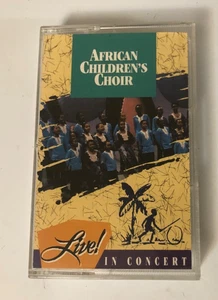 AFRICAN
CHILDREN'S
CHOIR
Live!
IN CONCERT